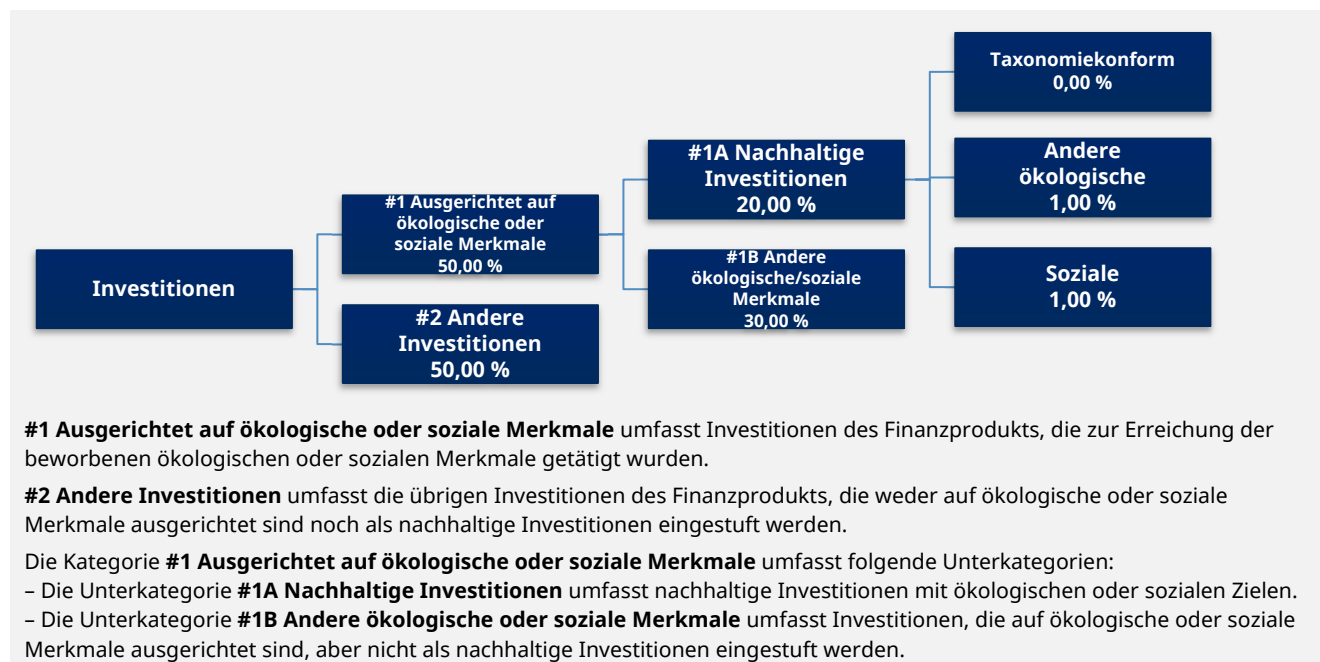 Taxonomiekonform
0,00 %
#1A Nachhaltige
Investitionen
20,00 %
Andere
ökologische
1,00 %
#1 Ausgerichtet auf
ökologische oder
soziale Merkmale
50,00 %
#1B Andere
ökologische/soziale
Merkmale
30,00 %
Soziale
1,00 %
Investitionen
#2 Andere
Investitionen
50,00 %
#1 Ausgerichtet auf ökologische oder soziale Merkmale umfasst Investitionen des Finanzprodukts, die zur Erreichung der
beworbenen ökologischen oder sozialen Merkmale getätigt wurden.
#2 Andere Investitionen umfasst die übrigen Investitionen des Finanzprodukts, die weder auf ökologische oder soziale
Merkmale ausgerichtet sind noch als nachhaltige Investitionen eingestuft werden.
Die Kategorie #1 Ausgerichtet auf ökologische oder soziale Merkmale umfasst folgende Unterkategorien:
– Die Unterkategorie #1A Nachhaltige Investitionen umfasst nachhaltige Investitionen mit ökologischen oder sozialen Zielen.
– Die Unterkategorie #1B Andere ökologische oder soziale Merkmale umfasst Investitionen, die auf ökologische oder soziale
Merkmale ausgerichtet sind, aber nicht als nachhaltige Investitionen eingestuft werden.